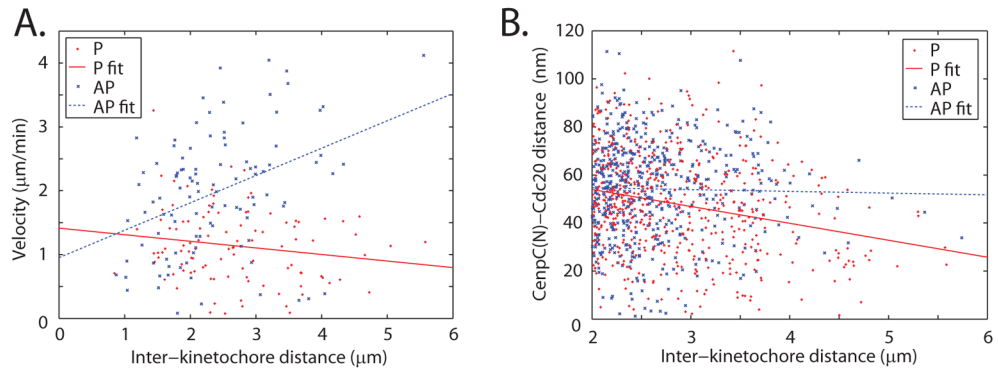 A.
Velocity (μm/min)
4
3
2
1
0
P
P fit
AP
AP fit
0 1 2 3 4 5 6
Inter−kinetochore distance (μm)
B.
CenpC(N)−Cdc20 distance (nm)
120
100
80
60
40
20
0
P
P fit
AP
AP fit
2 3 4 5 6
Inter−kinetochore distance (μm)